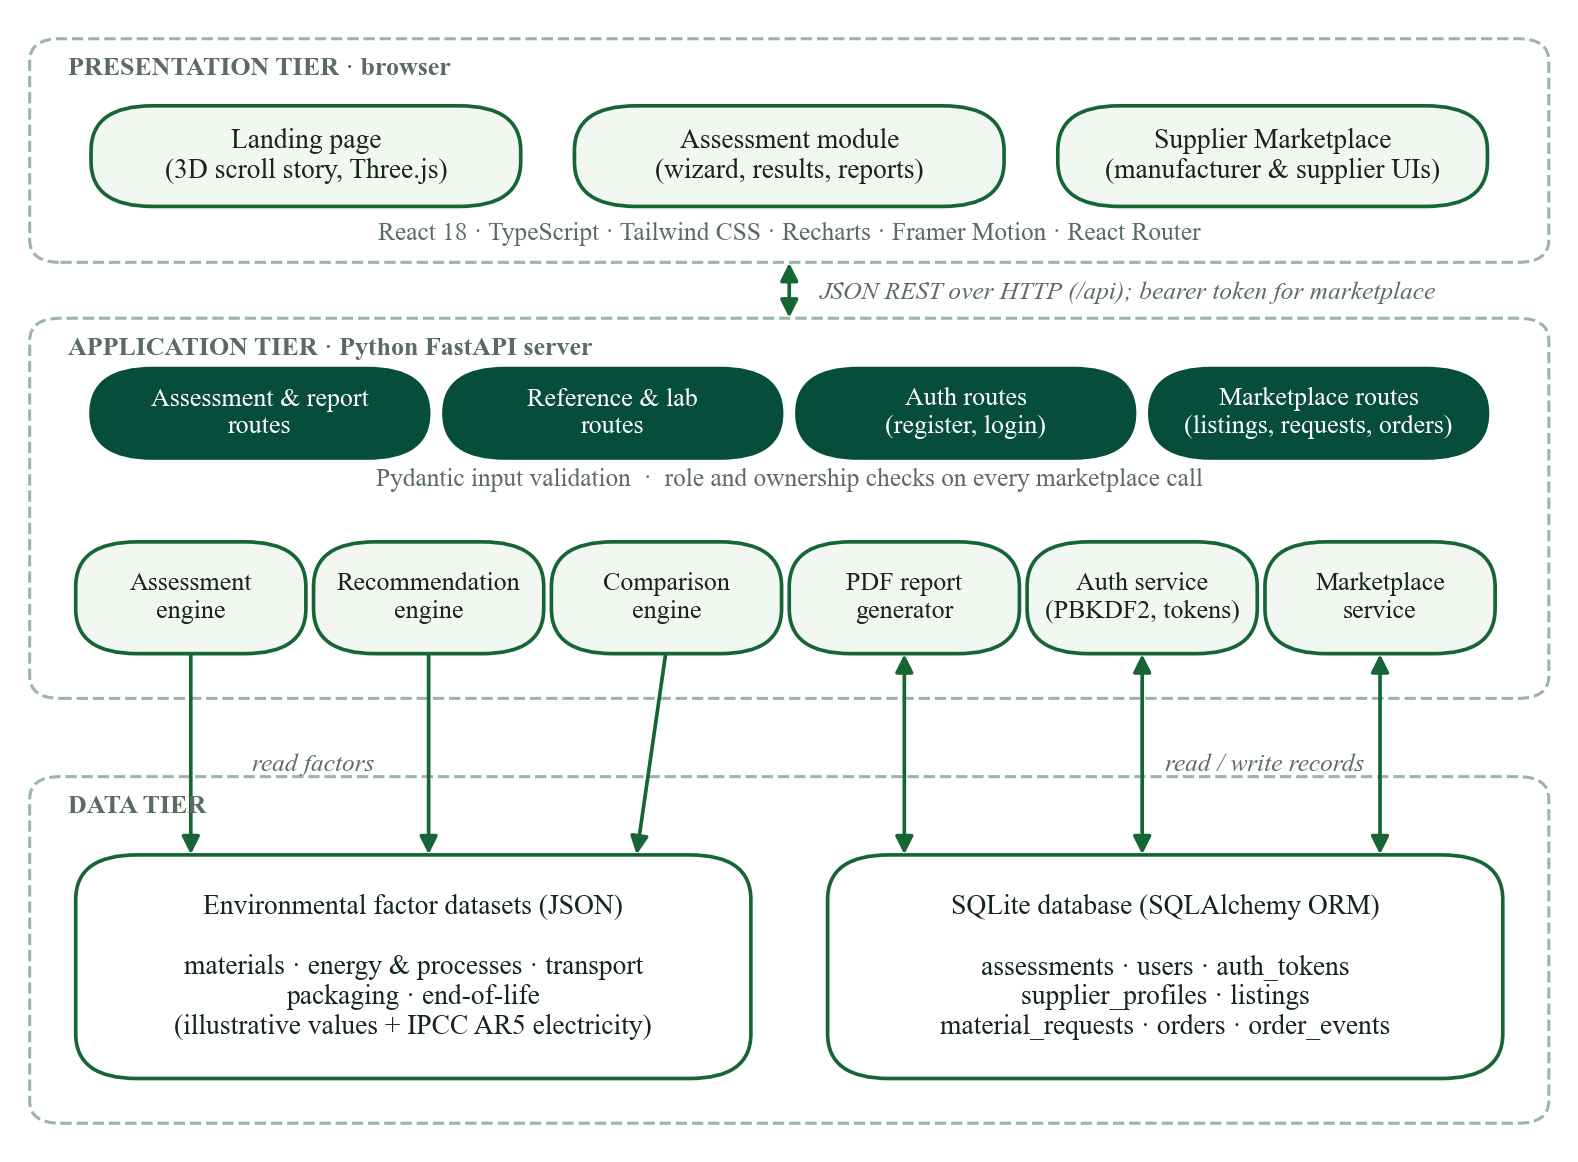 PRESENTATION TIER · browser
Landing page
(3D scroll story, Three.js)
Assessment module
(wizard, results, reports)
Supplier Marketplace
(manufacturer & supplier UIs)
React 18 · TypeScript · Tailwind CSS · Recharts · Framer Motion · React Router
JSON REST over HTTP (/api); bearer token for marketplace
APPLICATION TIER · Python FastAPI server
Assessment & report
routes
Reference & lab
routes
Auth routes
(register, login)
Marketplace routes
(listings, requests, orders)
Pydantic input validation · role and ownership checks on every marketplace call
Assessment
engine
Recommendation
engine
Comparison
engine
PDF report
generator
Auth service
(PBKDF2, tokens)
Marketplace
service
read factors
read / write records
DATA TIER
Environmental factor datasets (JSON)
materials · energy & processes · transport
packaging · end-of-life
(illustrative values + IPCC AR5 electricity)
SQLite database (SQLAlchemy ORM)
assessments · users · auth_tokens
supplier_profiles · listings
material_requests · orders · order_events